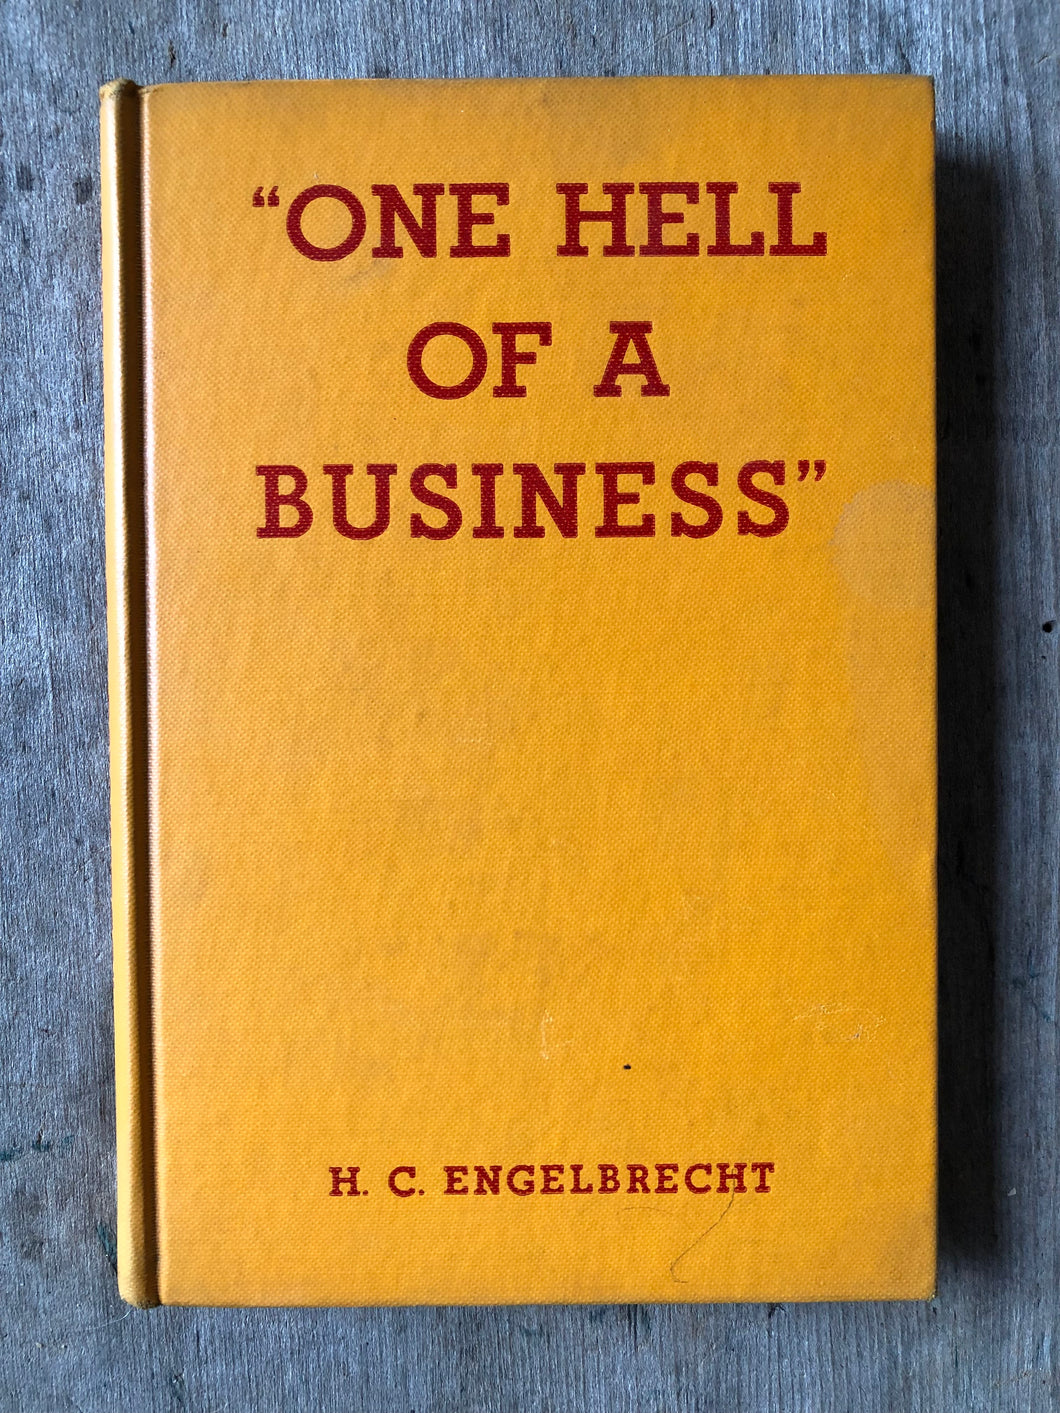 “ONE HELL
OF A
BUSINESS”
H. C. ENGELBRECHT